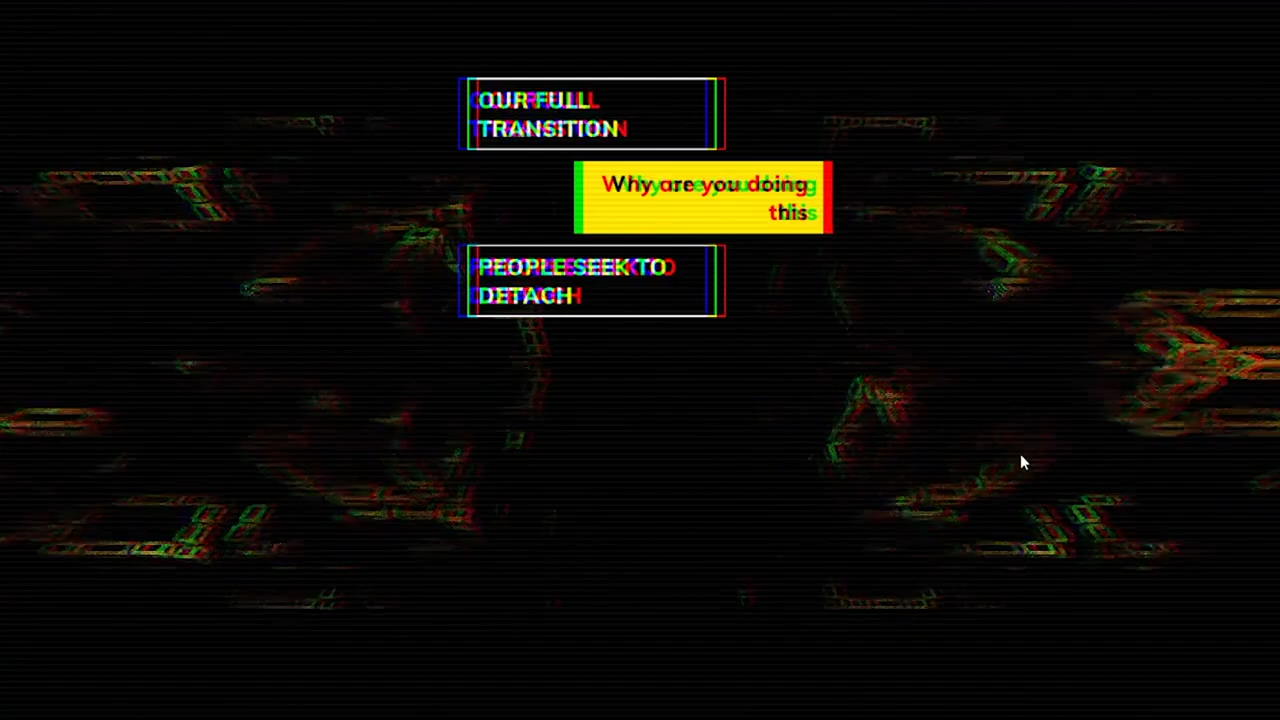 OUR FULL
TRANSITION
Why are you doing
this
PEOPLE SEEK TO
DETACH